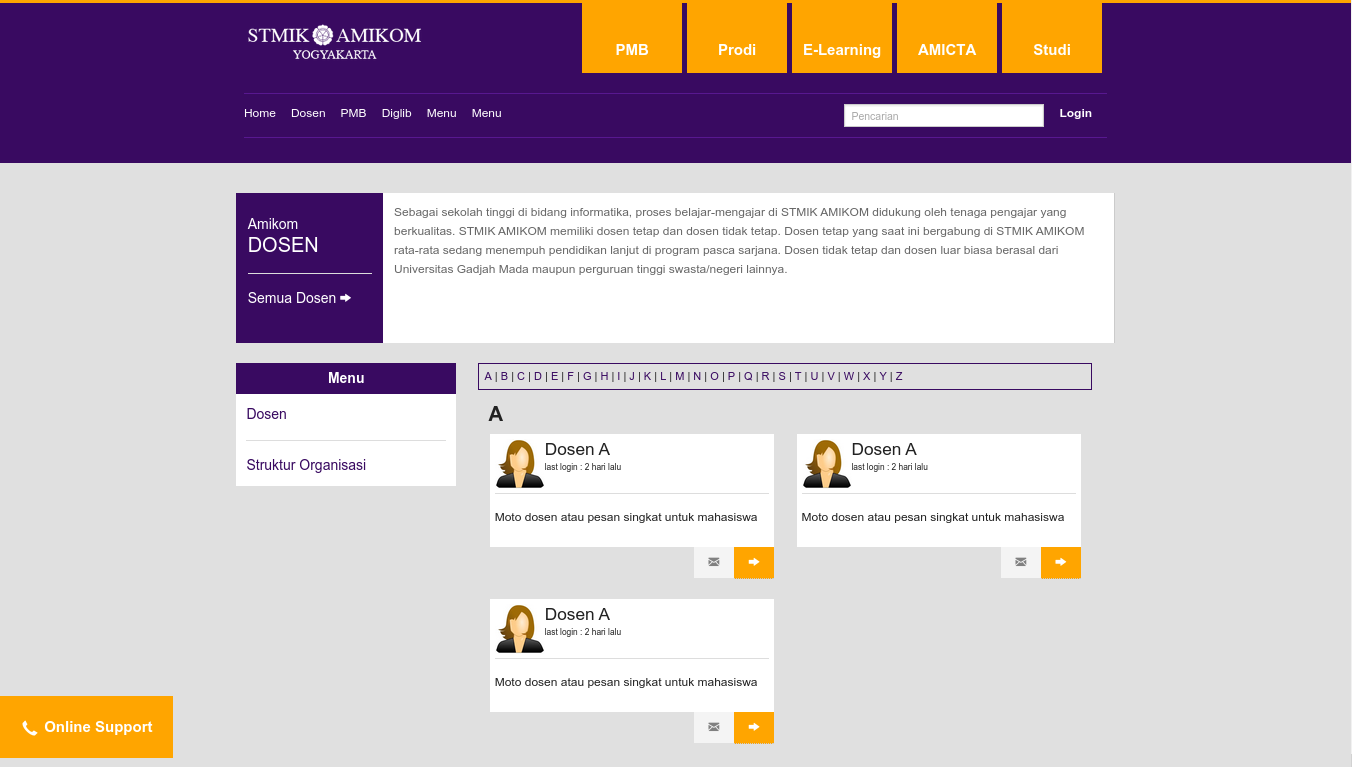 STMIK AMIKOM
YOGYAKARTA
PMB
Prodi
E-Learning
AMICTA
Studi
Home
Dosen
PMB
Diglib
Menu
Menu
Pencarian
Login
Amikom
DOSEN
Semua Dosen
Sebagai sekolah tinggi di bidang informatika, proses belajar-mengajar di STMIK AMIKOM didukung oleh tenaga pengajar yang
berkualitas. STMIK AMIKOM memiliki dosen tetap dan dosen tidak tetap. Dosen tetap yang saat ini bergabung di STMIK AMIKOM
rata-rata sedang menempuh pendidikan lanjut di program pasca sarjana. Dosen tidak tetap dan dosen luar biasa berasal dari
Universitas Gadjah Mada maupun perguruan tinggi swasta/negeri lainnya.
Menu
Dosen
Struktur Organisasi
A | B | C | D | E | F | G | H | I | J | K | L | M | N | O | P | Q | R | S | T | U | V | W | X | Y | Z
A
Dosen A
last login : 2 hari lalu
Moto dosen atau pesan singkat untuk mahasiswa
Dosen A
last login : 2 hari lalu
Moto dosen atau pesan singkat untuk mahasiswa
Dosen A
last login : 2 hari lalu
Moto dosen atau pesan singkat untuk mahasiswa
Online Support